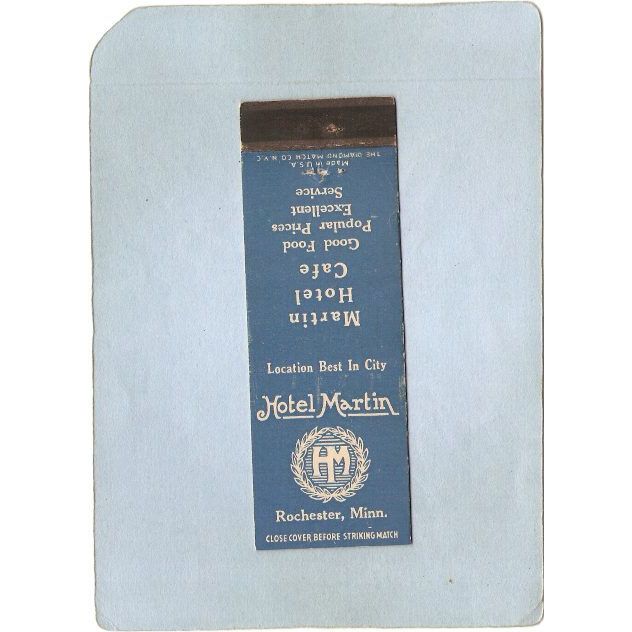 Location Best In City
Hotel Martin
HM
Rochester, Minn.
CLOSE COVER BEFORE STRIKING MATCH
Martin
Hotel
Cafe
Good Food
Popular Prices
Excellent
Service
Made in U.S.A.
THE DIAMOND MATCH CO. N.Y.C.